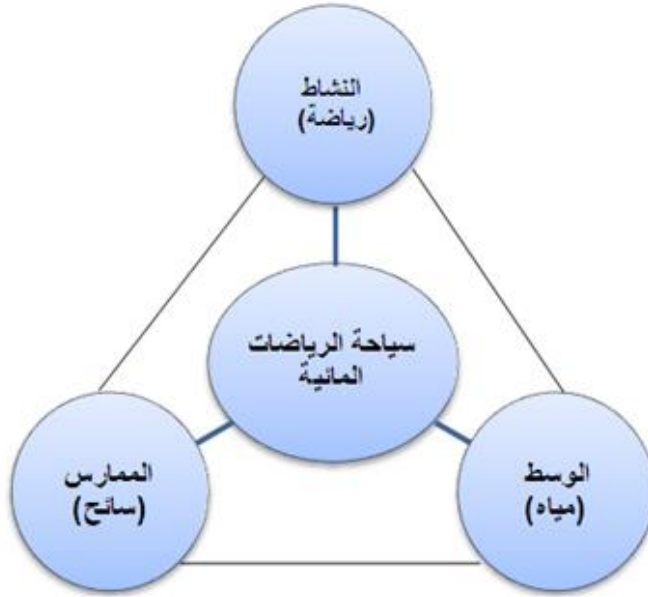 النشاط
(رياضة)
سياحة الرياضات
المائية
الوسط
(مياه)
الممارس
(سائح)